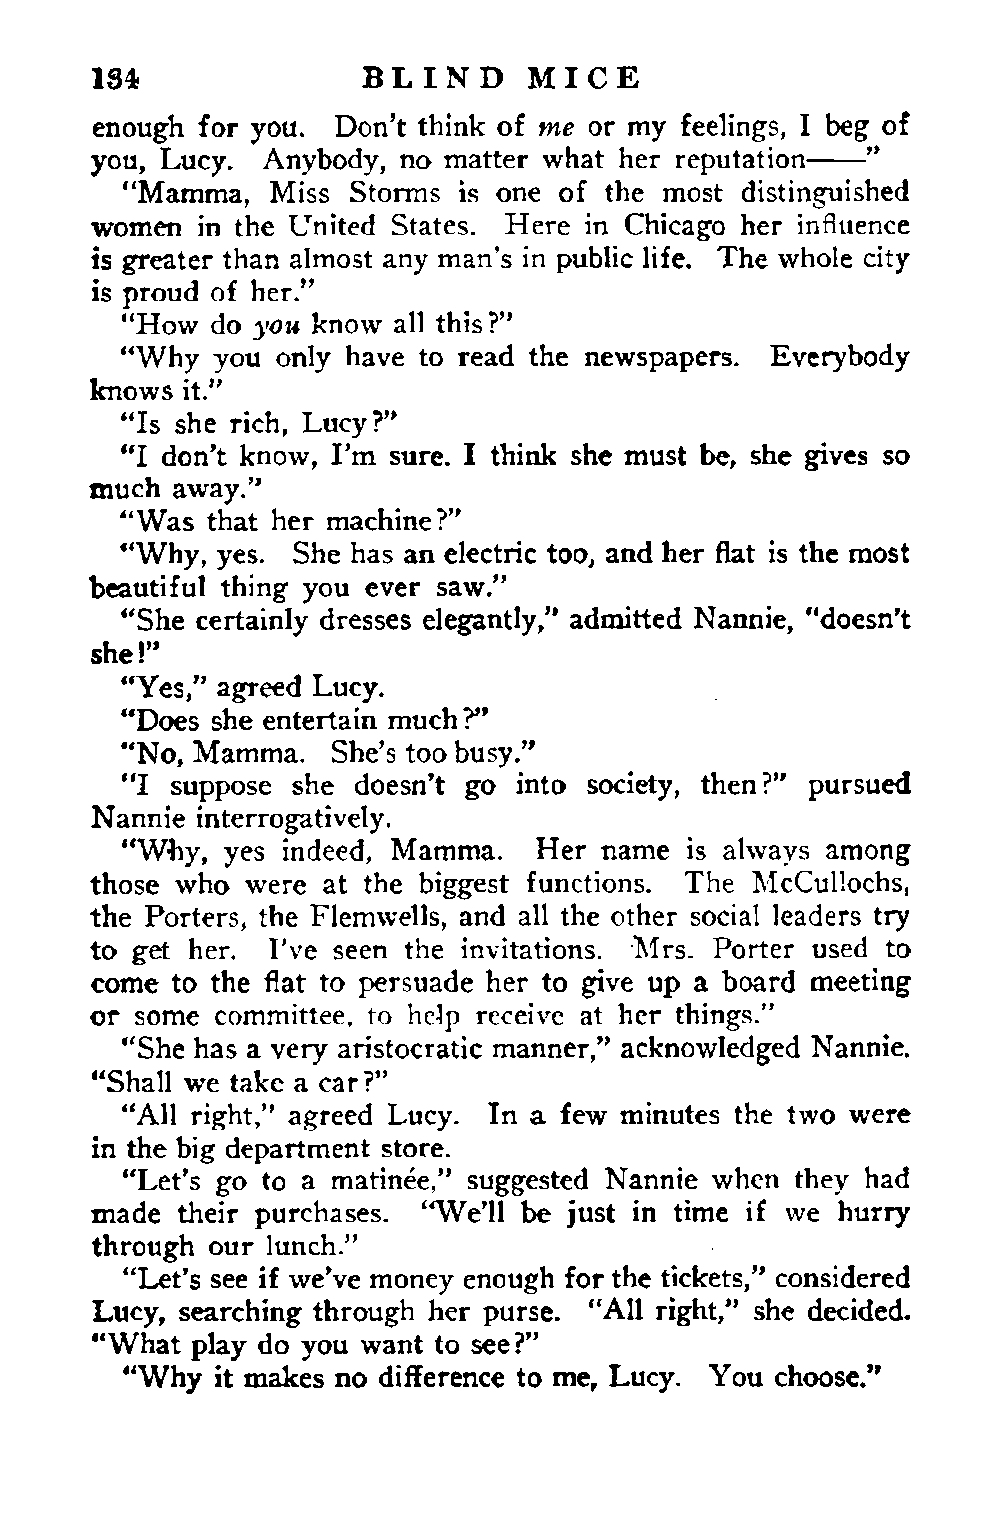 134 BLIND MICE
enough for you. Don't think of me or my feelings, I beg of
you, Lucy. Anybody, no matter what her reputation——"
"Mamma, Miss Storms is one of the most distinguished
women in the United States. Here in Chicago her influence
is greater than almost any man's in public life. The whole city
is proud of her."
"How do you know all this?"
"Why you only have to read the newspapers. Everybody
knows it."
"Is she rich, Lucy?"
"I don't know, I'm sure. I think she must be, she gives so
much away."
"Was that her machine?"
"Why, yes. She has an electric too, and her flat is the most
beautiful thing you ever saw."
"She certainly dresses elegantly," admitted Nannie, "doesn't
she!"
"Yes," agreed Lucy.
"Does she entertain much?"
"No, Mamma. She's too busy."
"I suppose she doesn't go into society, then?" pursued
Nannie interrogatively.
"Why, yes indeed, Mamma. Her name is always among
those who were at the biggest functions. The McCullochs,
the Porters, the Flemwells, and all the other social leaders try
to get her. I've seen the invitations. Mrs. Porter used to
come to the flat to persuade her to give up a board meeting
or some committee, to help receive at her things."
"She has a very aristocratic manner," acknowledged Nannie.
"Shall we take a car?"
"All right," agreed Lucy. In a few minutes the two were
in the big department store.
"Let's go to a matinée," suggested Nannie when they had
made their purchases. "We'll be just in time if we hurry
through our lunch."
"Let's see if we've money enough for the tickets," considered
Lucy, searching through her purse. "All right," she decided.
"What play do you want to see?"
"Why it makes no difference to me, Lucy. You choose."